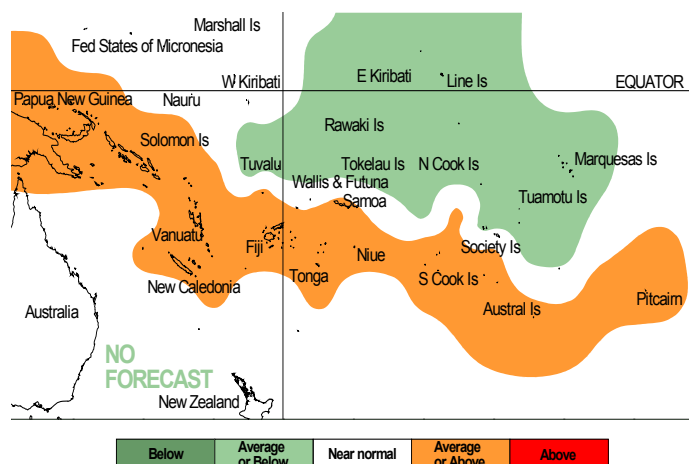 Marshall Is
Fed States of Micronesia
W Kiribati
E Kiribati
Line Is
EQUATOR
Papua New Guinea
Nauru
Solomon Is
Rawaki Is
Tuvalu
Tokelau Is
N Cook Is
Marquesas Is
Wallis & Futuna
Samoa
Tuamotu Is
Vanuatu
Fiji
Niue
Society Is
New Caledonia
Tonga
S Cook Is
Austral Is
Pitcairn
Australia
NO
FORECAST
New Zealand
Below
Average
or Below
Near normal
Average
or Above
Above